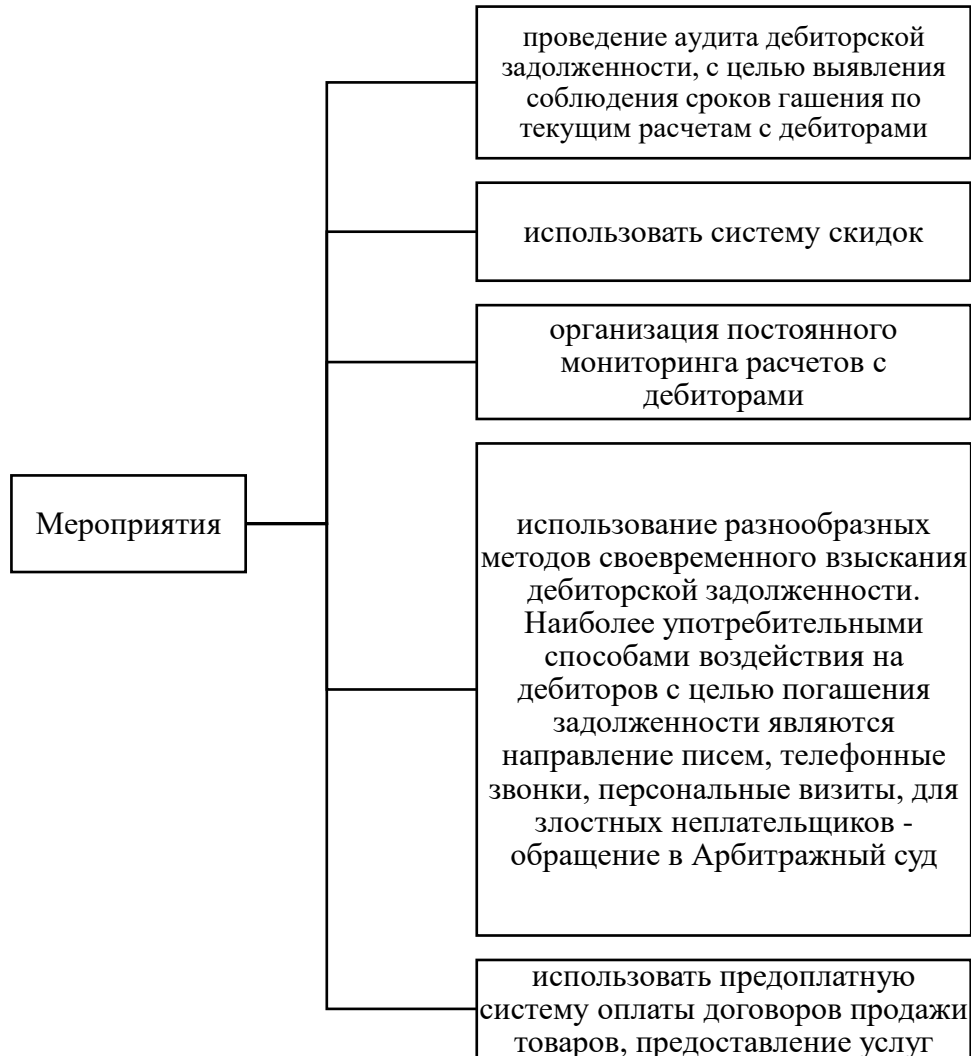 проведение аудита дебиторской
задолженности, с целью выявления
соблюдения сроков гашения по
текущим расчетам с дебиторами
использовать систему скидок
организация постоянного
мониторинга расчетов с
дебиторами
Мероприятия
использование разнообразных
методов своевременного взыскания
дебиторской задолженности.
Наиболее употребительными
способами воздействия на
дебиторов с целью погашения
задолженности являются
направление писем, телефонные
звонки, персональные визиты, для
злостных неплательщиков -
обращение в Арбитражный суд
использовать предоплатную
систему оплаты договоров продажи
товаров, предоставление услуг